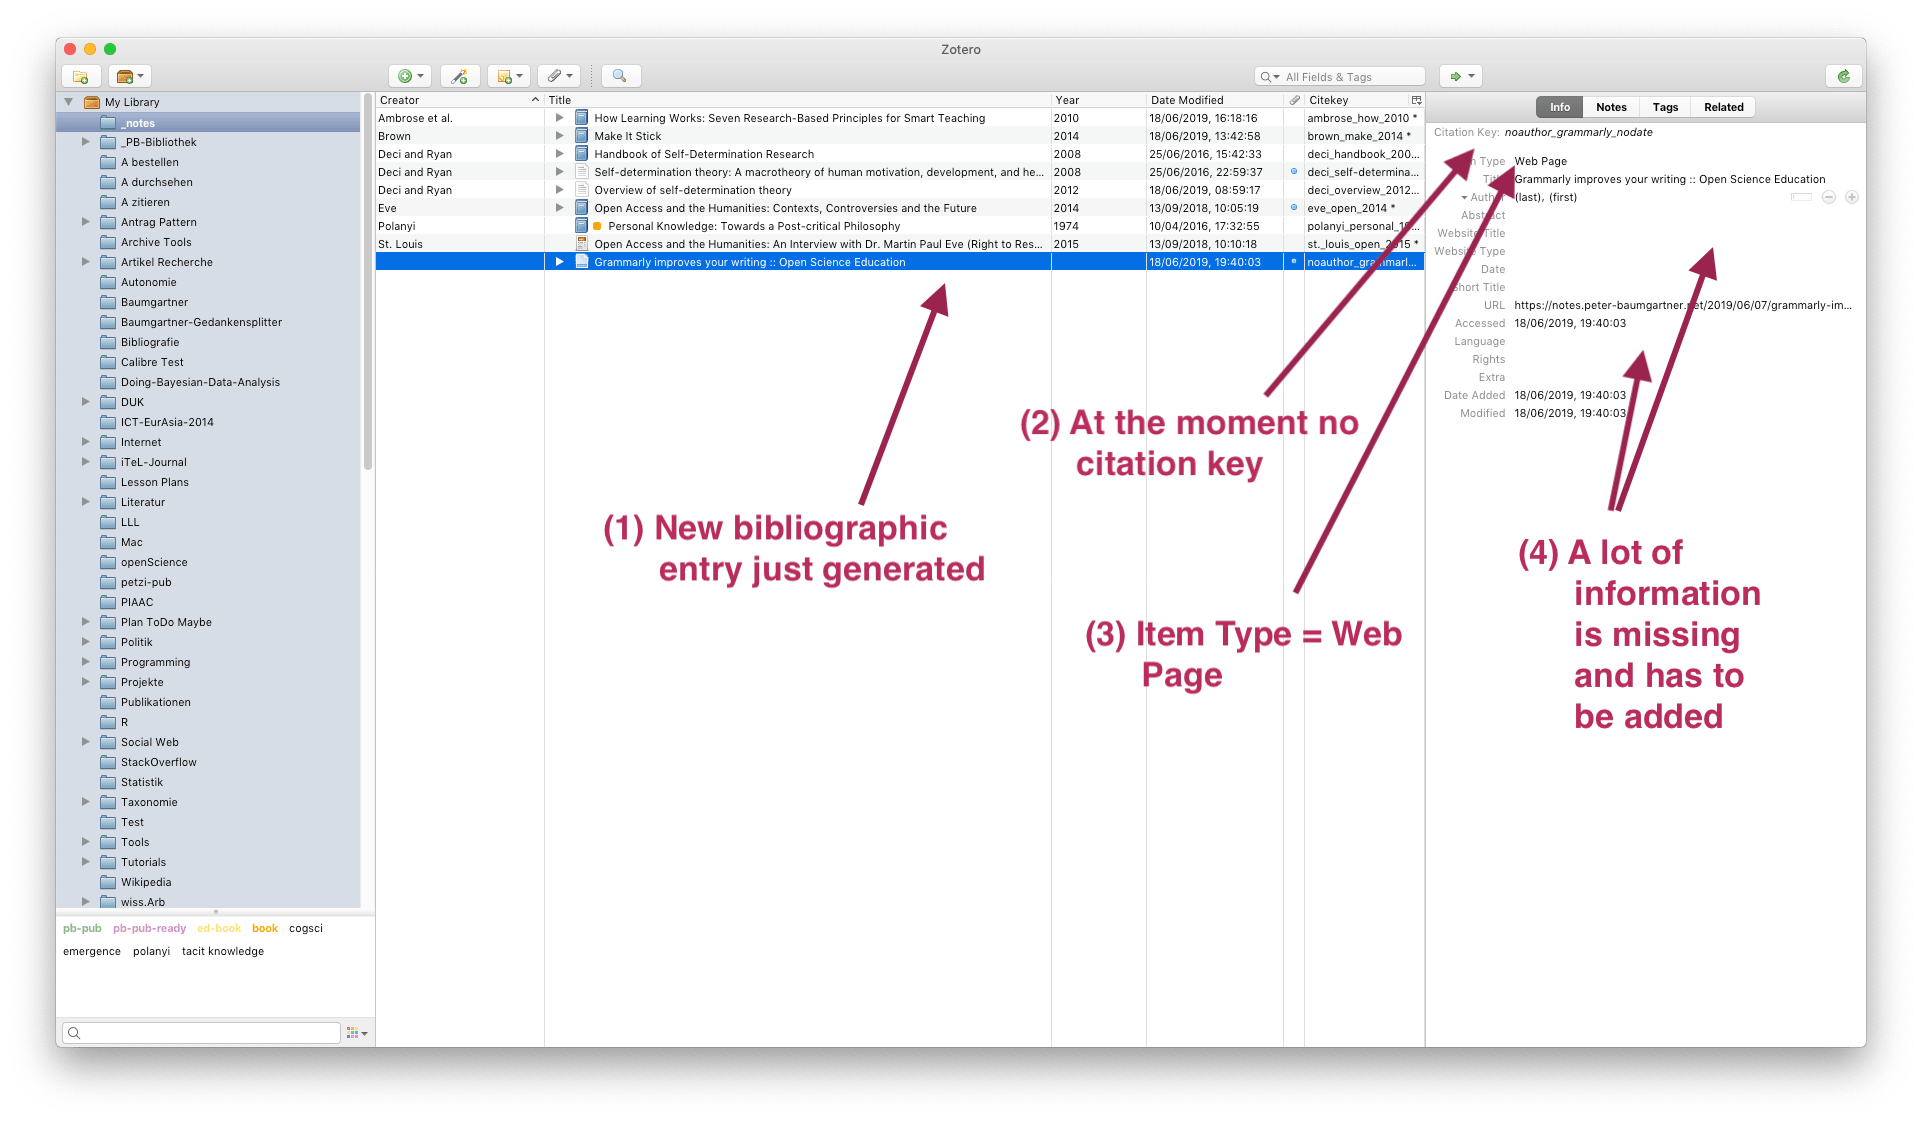 Zotero
All Fields & Tags
My Library
_notes
_PB-Bibliothek
A bestellen
A durchsehen
A zitieren
Antrag Pattern
Archive Tools
Artikel Recherche
Autonomie
Baumgartner
Baumgartner-Gedankensplitter
Bibliografie
Calibre Test
Doing-Bayesian-Data-Analysis
DUK
ICT-EurAsia-2014
Internet
iTeL-Journal
Lesson Plans
Literatur
LLL
Mac
openScience
petzi-pub
PIAAC
Plan ToDo Maybe
Politik
Programming
Projekte
Publikationen
R
Social Web
StackOverflow
Statistik
Taxonomie
Test
Tools
Tutorials
Wikipedia
wiss.Arb
pb-pub pb-pub-ready ed-book book cogsci
emergence polanyi tacit knowledge
Creator Title Year Date Modified Citekey
Ambrose et al. How Learning Works: Seven Research-Based Principles for Smart Teaching 2010 18/06/2019, 16:18:16 ambrose_how_2010 *
Brown Make It Stick 2014 18/06/2019, 13:42:58 brown_make_2014 *
Deci and Ryan Handbook of Self-Determination Research 2008 25/06/2016, 15:42:33 deci_handbook_200...
Deci and Ryan Self-determination theory: A macrotheory of human motivation, development, and he... 2008 25/06/2016, 22:59:37 deci_self-determina...
Deci and Ryan Overview of self-determination theory 2012 18/06/2019, 08:59:17 deci_overview_2012...
Eve Open Access and the Humanities: Contexts, Controversies and the Future 2014 13/09/2018, 10:05:19 eve_open_2014 *
Polanyi Personal Knowledge: Towards a Post-critical Philosophy 1974 10/04/2016, 17:32:55
St. Louis Open Access and the Humanities: An Interview with Dr. Martin Paul Eve (Right to Res... 2015 13/09/2018, 10:10:18 st._louis_open_2015 *
Grammarly improves your writing :: Open Science Education 18/06/2019, 19:40:03 noauthor_grammarl...
(1) New bibliographic
entry just generated
(2) At the moment no
citation key
(3) Item Type = Web
Page
Info Notes Tags Related
Citation Key: noauthor_grammarly_nodate
Type Web Page
Grammarly improves your writing :: Open Science Education
Author (last), (first)
Abstract
Website Title
Website Type
Date
Short Title
URL https://notes.peter-baumgartner.net/2019/06/07/grammarly-im...
Accessed 18/06/2019, 19:40:03
Language
Rights
Extra
Date Added 18/06/2019, 19:40:03
Modified 18/06/2019, 19:40:03
(4) A lot of
information
is missing
and has to
be added